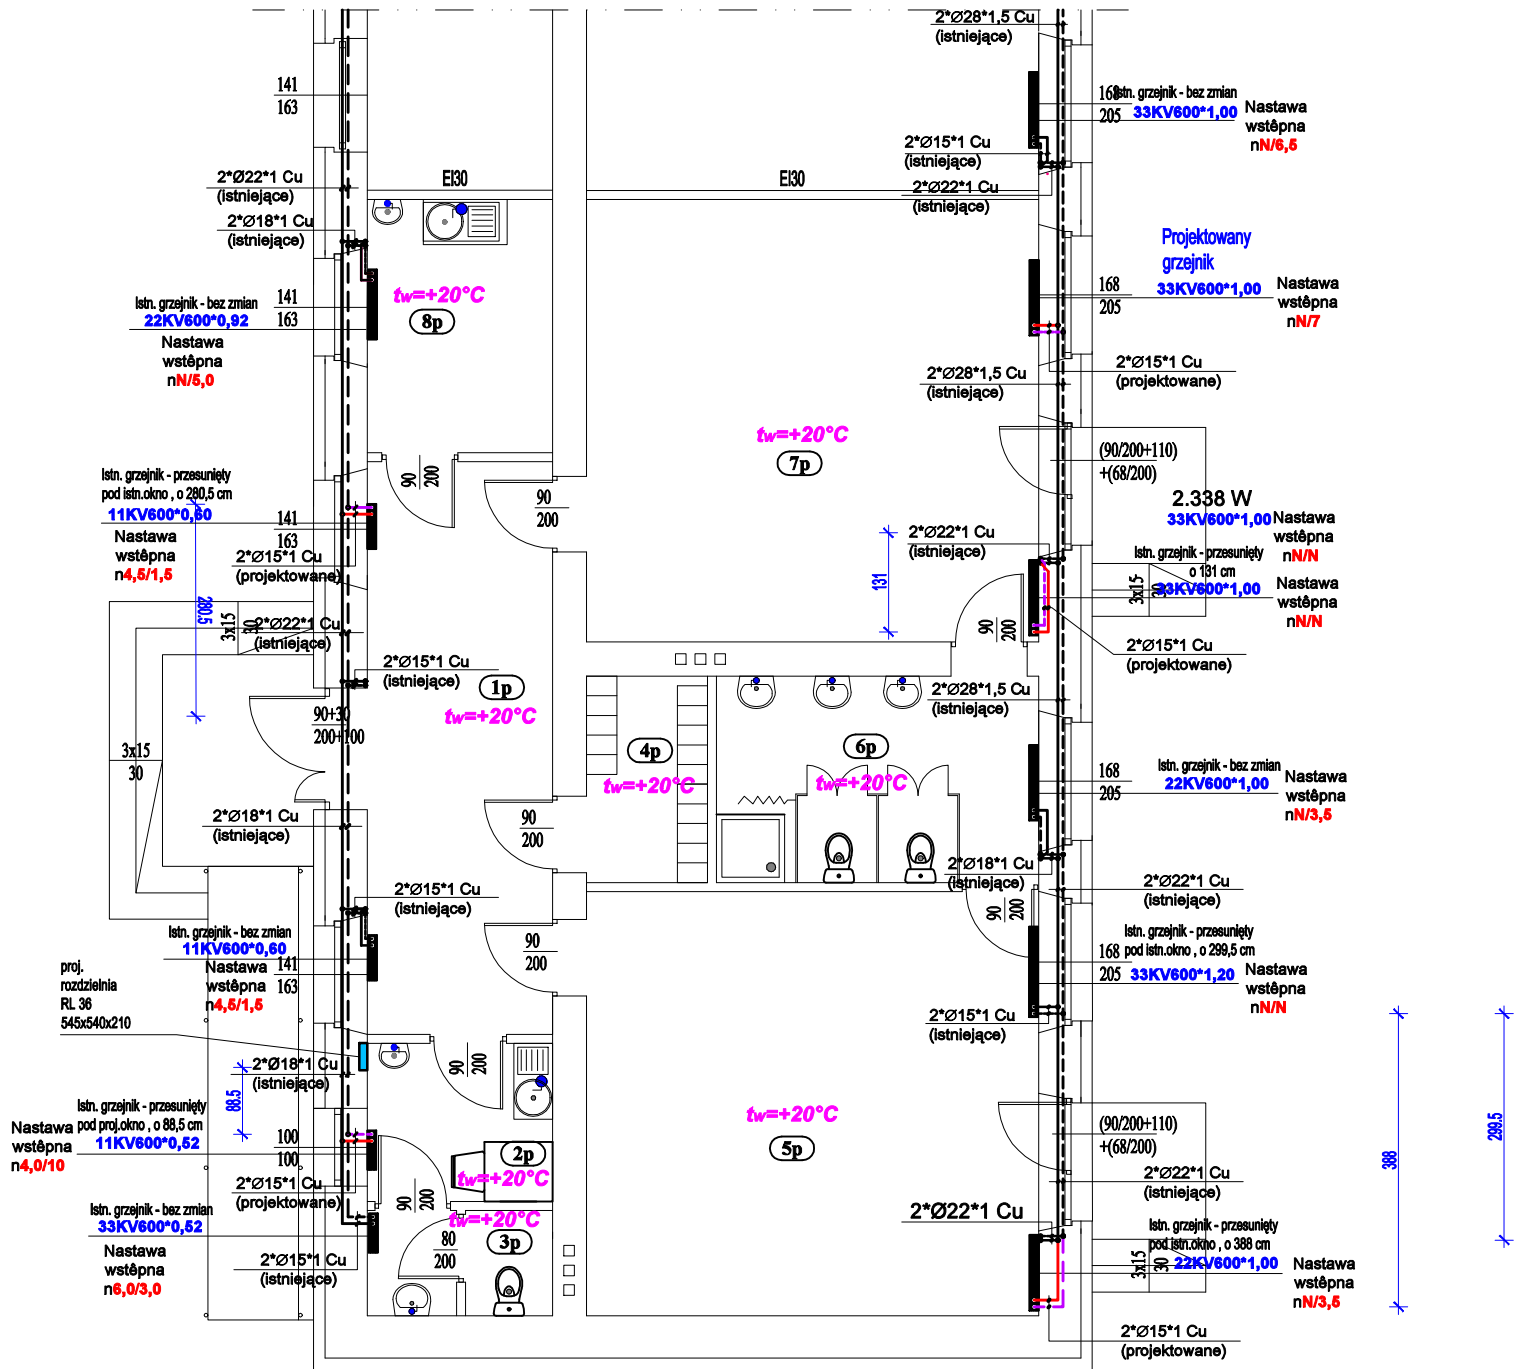 2*Ø28*1,5 Cu
(istniejące)
141
163
168
205
Istn. grzejnik - bez zmian
33KV600*1,00
Nastawa
wstêpna
nN/6,5
2*Ø15*1 Cu
(istniejące)
2*Ø22*1 Cu
(istniejące)
EI30
EI30
2*Ø22*1 Cu
(istniejące)
2*Ø18*1 Cu
(istniejące)
Projektowany
grzejnik
33KV600*1,00
168
205
Nastawa
wstêpna
nN/7
tw=+20°C
8p
Istn. grzejnik - bez zmian
22KV600*0,92
141
163
Nastawa
wstêpna
nN/5,0
2*Ø28*1,5 Cu
(istniejące)
2*Ø15*1 Cu
(projektowane)
tw=+20°C
7p
(90/200+110)
+(68/200)
90
200
90
200
Istn. grzejnik - przesunięty
pod istn.okno , o 280,5 cm
11KV600*0,60
141
163
Nastawa
wstêpna
n4,5/1,5
2*Ø15*1 Cu
(projektowane)
2.338 W
33KV600*1,00
Nastawa
wstêpna
nN/N
2*Ø22*1 Cu
(istniejące)
Istn. grzejnik - przesunięty
o 131 cm
33KV600*1,00
Nastawa
wstêpna
nN/N
131
3x15
30
280.5
3x15
30
2*Ø22*1 Cu
(istniejące)
90
200
2*Ø15*1 Cu
(projektowane)
2*Ø15*1 Cu
(istniejące)
1p
tw=+20°C
2*Ø28*1,5 Cu
(istniejące)
90+30
200+100
3x15
30
4p
tw=+20°C
6p
tw=+20°C
168
205
Istn. grzejnik - bez zmian
22KV600*1,00
Nastawa
wstêpna
nN/3,5
2*Ø18*1 Cu
(istniejące)
90
200
2*Ø18*1 Cu
(istniejące)
2*Ø15*1 Cu
(istniejące)
2*Ø22*1 Cu
(istniejące)
90
200
Istn. grzejnik - bez zmian
11KV600*0,60
141
163
Nastawa
wstêpna
n4,5/1,5
90
200
Istn. grzejnik - przesunięty
pod istn.okno , o 299,5 cm
168
205
33KV600*1,20
Nastawa
wstêpna
nN/N
proj.
rozdzielnia
RL 36
545x540x210
2*Ø15*1 Cu
(istniejące)
2*Ø18*1 Cu
(istniejące)
90
200
88.5
Istn. grzejnik - przesunięty
pod proj.okno , o 88,5 cm
11KV600*0,52
Nastawa
wstêpna
n4,0/10
100
100
tw=+20°C
5p
(90/200+110)
+(68/200)
299.5
388
2p
tw=+20°C
2*Ø15*1 Cu
(projektowane)
90
200
2*Ø22*1 Cu
(istniejące)
Istn. grzejnik - bez zmian
33KV600*0,52
Nastawa
wstêpna
n6,0/3,0
tw=+20°C
3p
80
200
2*Ø15*1 Cu
(istniejące)
2*Ø22*1 Cu
Istn. grzejnik - przesunięty
pod istn.okno , o 388 cm
22KV600*1,00
3x15
30
Nastawa
wstêpna
nN/3,5
2*Ø15*1 Cu
(projektowane)